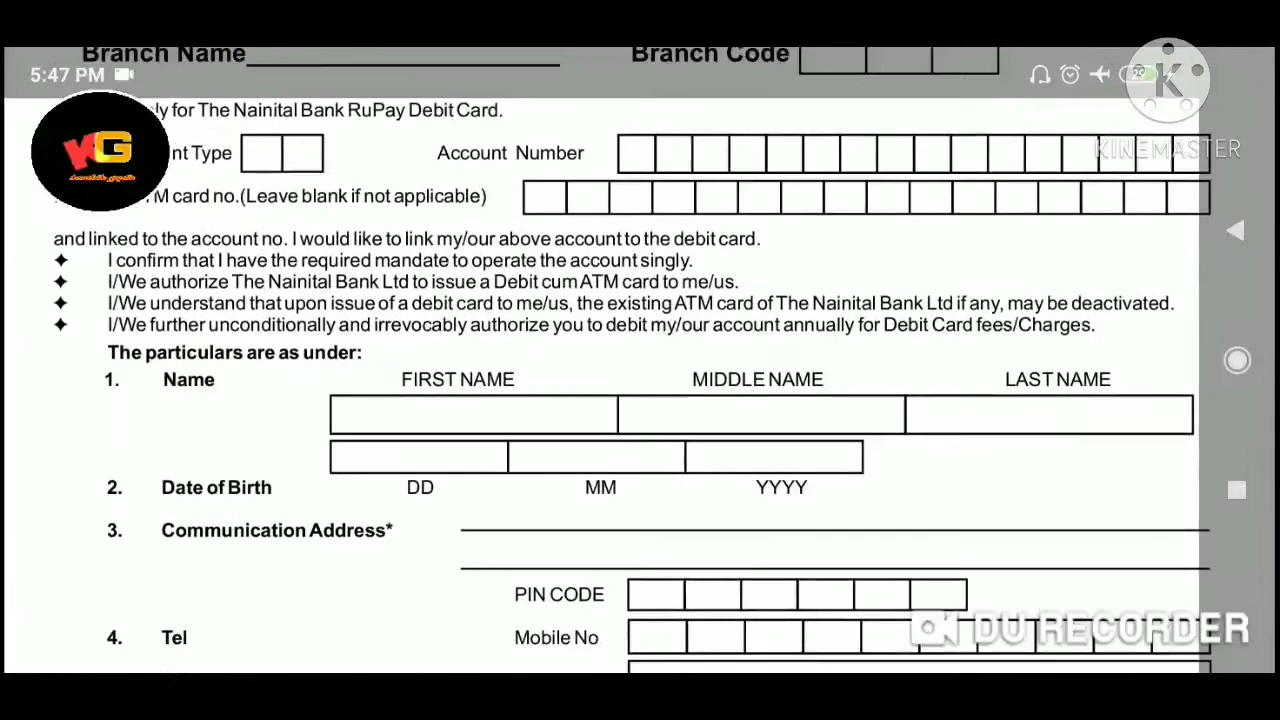 Branch Name Branch Code
5:47 PM 29
for The Nainital Bank RuPay Debit Card.
KG
Type Account Number
KINEMASTER
card no.(Leave blank if not applicable)
and linked to the account no. I would like to link my/our above account to the debit card.
I confirm that I have the required mandate to operate the account singly.
I/We authorize The Nainital Bank Ltd to issue a Debit cum ATM card to me/us.
I/We understand that upon issue of a debit card to me/us, the existing ATM card of The Nainital Bank Ltd if any, may be deactivated.
I/We further unconditionally and irrevocably authorize you to debit my/our account annually for Debit Card fees/Charges.
The particulars are as under:
1. Name FIRST NAME MIDDLE NAME LAST NAME
2. Date of Birth DD MM YYYY
3. Communication Address*
PIN CODE
4. Tel Mobile No
DU RECORDER